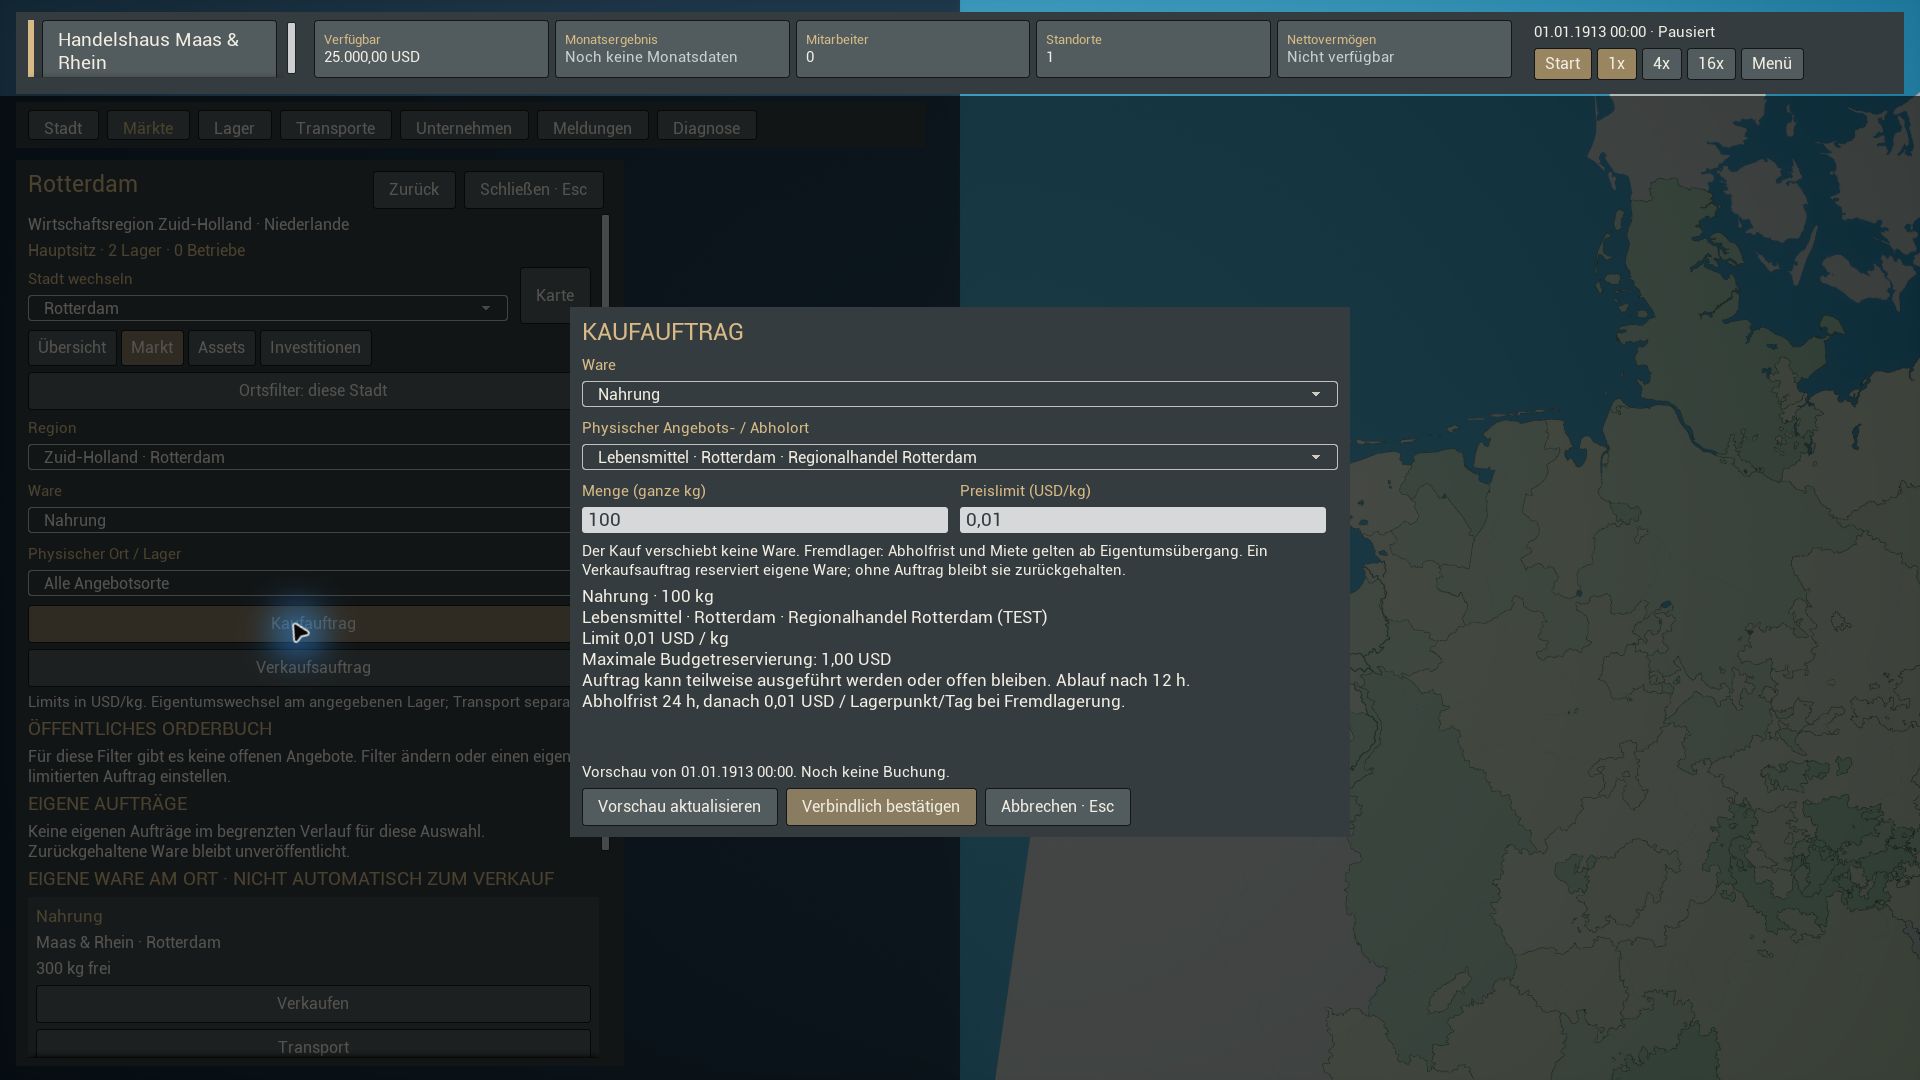 Handelshaus Maas &
Rhein
Verfügbar
25.000,00 USD
Monatsergebnis
Noch keine Monatsdaten
Mitarbeiter
0
Standorte
1
Nettovermögen
Nicht verfügbar
01.01.1913 00:00 · Pausiert
Start 1x 4x 16x Menü
Stadt Märkte Lager Transporte Unternehmen Meldungen Diagnose
Rotterdam
Zurück Schließen · Esc
Wirtschaftsregion Zuid-Holland · Niederlande
Hauptsitz · 2 Lager · 0 Betriebe
Stadt wechseln
Rotterdam
Karte
Übersicht Markt Assets Investitionen
Ortsfilter: diese Stadt
Region
Zuid-Holland · Rotterdam
Ware
Nahrung
Physischer Ort / Lager
Alle Angebotsorte
Kaufauftrag
Verkaufsauftrag
Limits in USD/kg. Eigentumswechsel am angegebenen Lager; Transport separa
ÖFFENTLICHES ORDERBUCH
Für diese Filter gibt es keine offenen Angebote. Filter ändern oder einen eigen
limitierten Auftrag einstellen.
EIGENE AUFTRÄGE
Keine eigenen Aufträge im begrenzten Verlauf für diese Auswahl.
Zurückgehaltene Ware bleibt unveröffentlicht.
EIGENE WARE AM ORT · NICHT AUTOMATISCH ZUM VERKAUF
Nahrung
Maas & Rhein · Rotterdam
300 kg frei
Verkaufen
Transport
KAUFAUFTRAG
Ware
Nahrung
Physischer Angebots- / Abholort
Lebensmittel · Rotterdam · Regionalhandel Rotterdam
Menge (ganze kg) Preislimit (USD/kg)
100 0,01
Der Kauf verschiebt keine Ware. Fremdlager: Abholfrist und Miete gelten ab Eigentumsübergang. Ein
Verkaufsauftrag reserviert eigene Ware; ohne Auftrag bleibt sie zurückgehalten.
Nahrung · 100 kg
Lebensmittel · Rotterdam · Regionalhandel Rotterdam (TEST)
Limit 0,01 USD / kg
Maximale Budgetreservierung: 1,00 USD
Auftrag kann teilweise ausgeführt werden oder offen bleiben. Ablauf nach 12 h.
Abholfrist 24 h, danach 0,01 USD / Lagerpunkt/Tag bei Fremdlagerung.
Vorschau von 01.01.1913 00:00. Noch keine Buchung.
Vorschau aktualisieren Verbindlich bestätigen Abbrechen · Esc